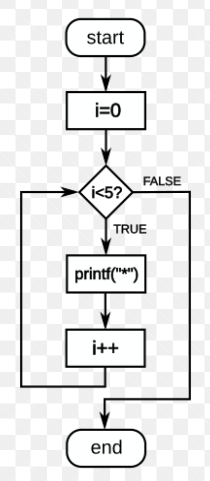 start
i=0
i<5?
FALSE
TRUE
printf("*")
i++
end